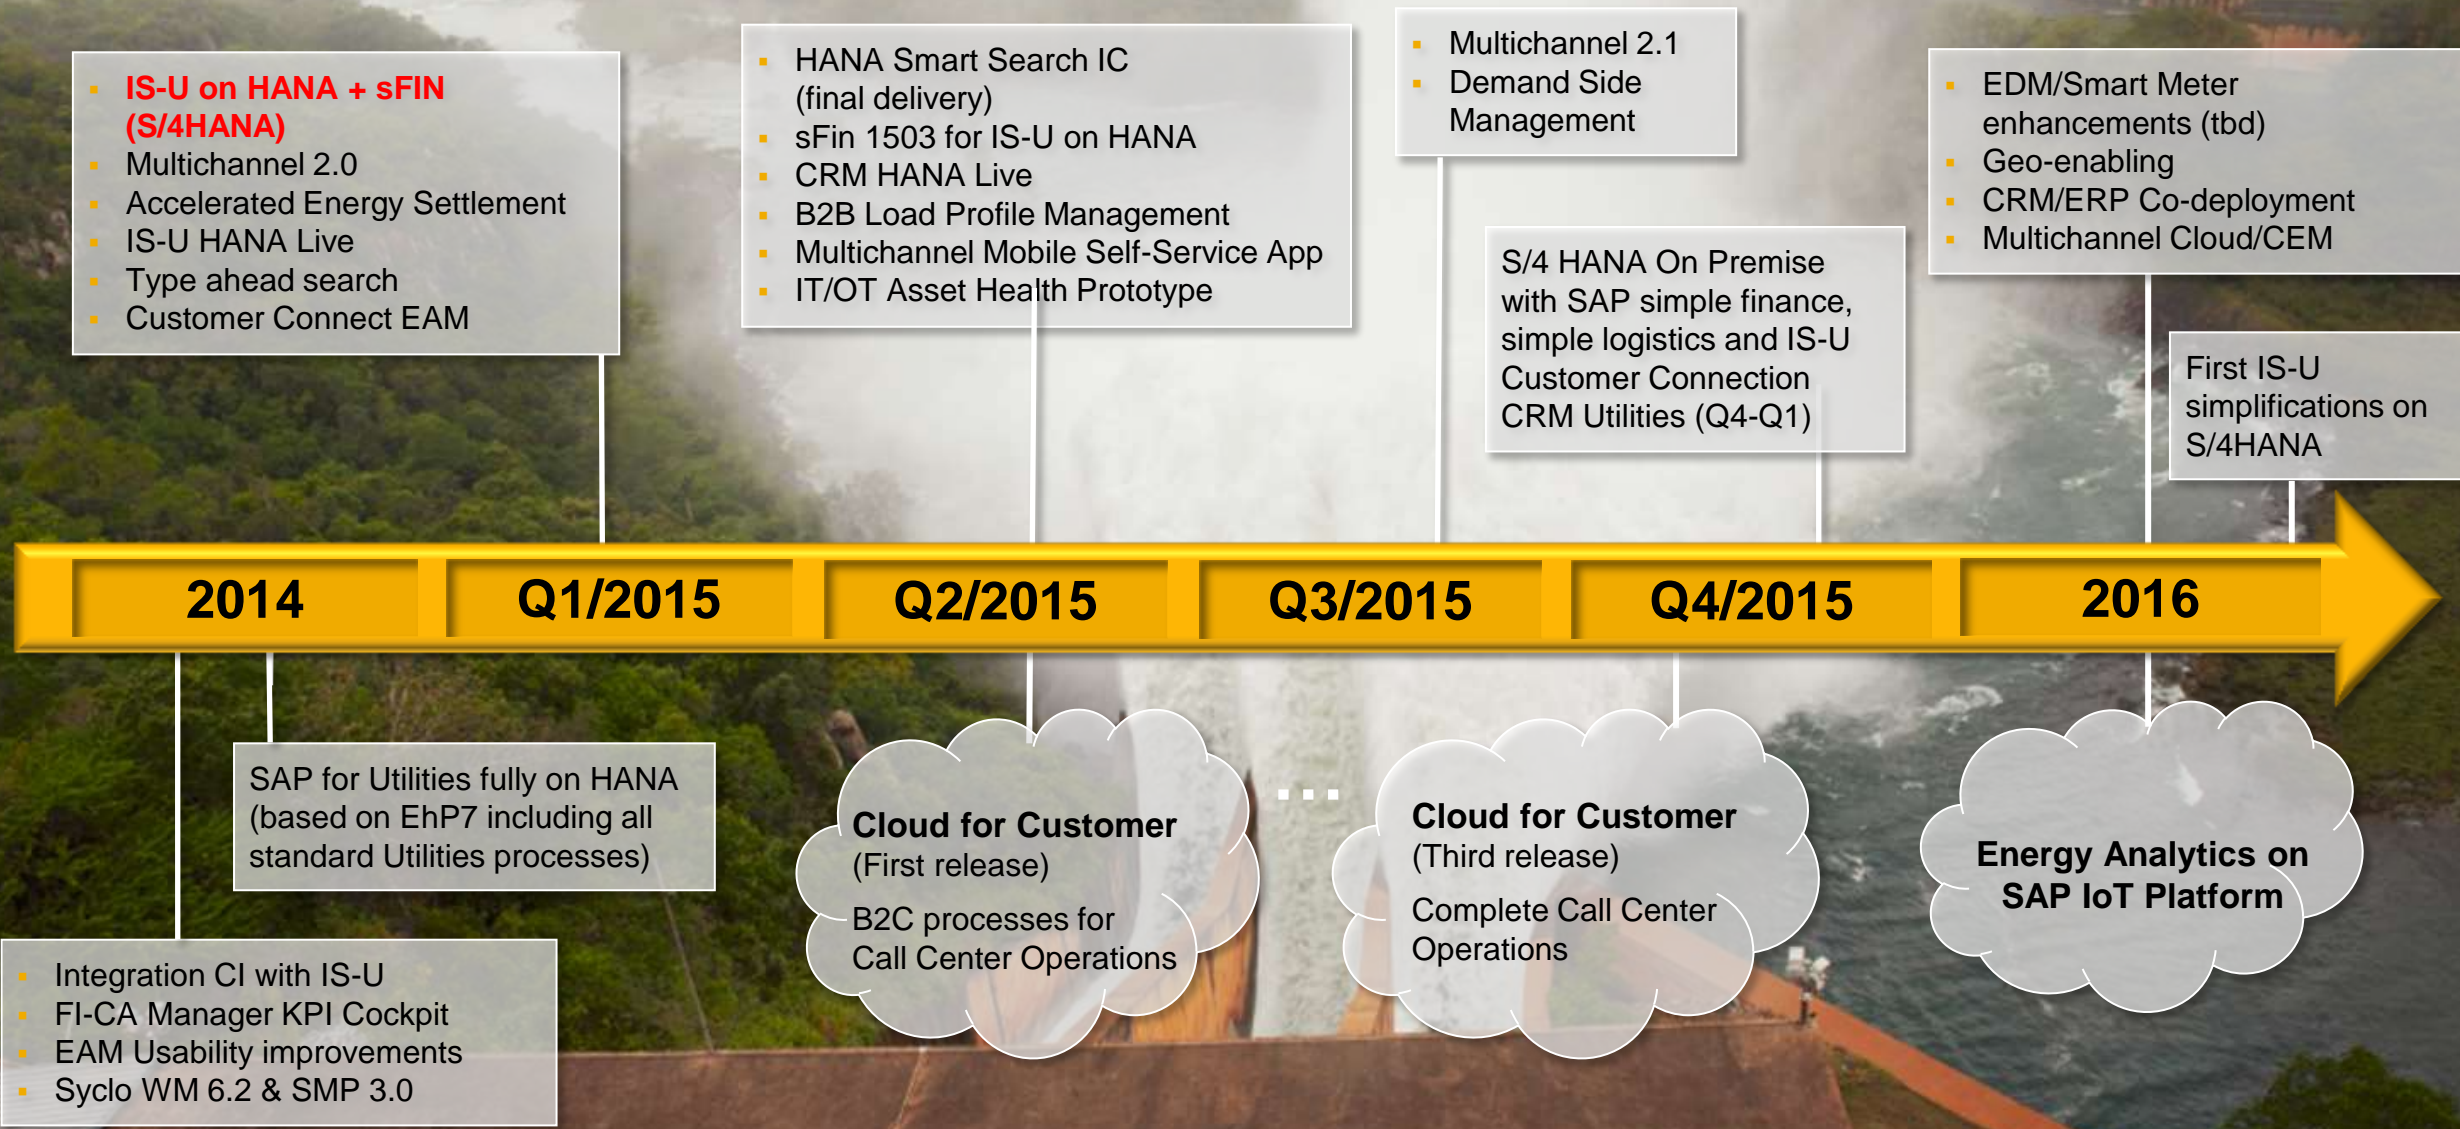 IS-U on HANA + sFIN
(S/4HANA)
Multichannel 2.0
Accelerated Energy Settlement
IS-U HANA Live
Type ahead search
Customer Connect EAM
HANA Smart Search IC
(final delivery)
sFin 1503 for IS-U on HANA
CRM HANA Live
B2B Load Profile Management
Multichannel Mobile Self-Service App
IT/OT Asset Health Prototype
Multichannel 2.1
Demand Side
Management
S/4 HANA On Premise
with SAP simple finance,
simple logistics and IS-U
Customer Connection
CRM Utilities (Q4-Q1)
EDM/Smart Meter
enhancements (tbd)
Geo-enabling
CRM/ERP Co-deployment
Multichannel Cloud/CEM
First IS-U
simplifications on
S/4HANA
2014
Q1/2015
Q2/2015
Q3/2015
Q4/2015
2016
SAP for Utilities fully on HANA
(based on EhP7 including all
standard Utilities processes)
Integration CI with IS-U
FI-CA Manager KPI Cockpit
EAM Usability improvements
Syclo WM 6.2 & SMP 3.0
Cloud for Customer
(First release)
B2C processes for
Call Center Operations
...
Cloud for Customer
(Third release)
Complete Call Center
Operations
Energy Analytics on
SAP IoT Platform